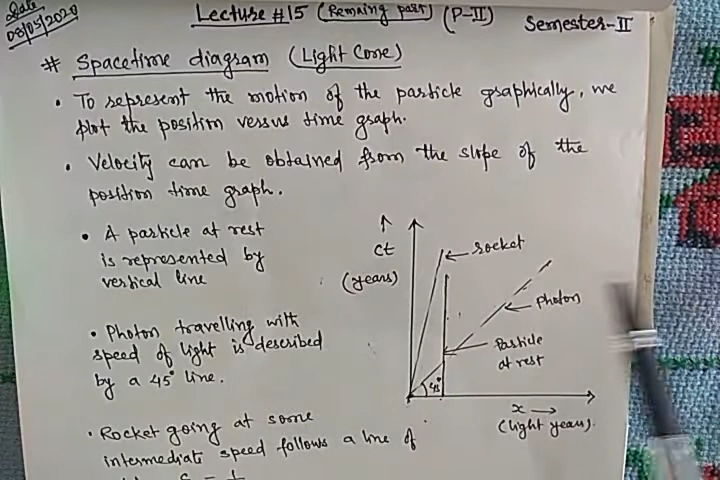 Date
08/05/2020
Lecture #15 (Remaing part) (P-II)
Semester-II
# Spacetime diagram (Light Cone)
• To represent the motion of the particle graphically, we
plot the position versus time graph.
• Velocity can be obtained from the slope of the
position time graph.
• A particle at rest
is represented by
vertical line
• Photon travelling with
speed of light is described
by a 45° line.
• Rocket going at some
intermediate speed follows a line of
ct
(years)
rocket
photon
Particle
at rest
45°
x →
(light years).